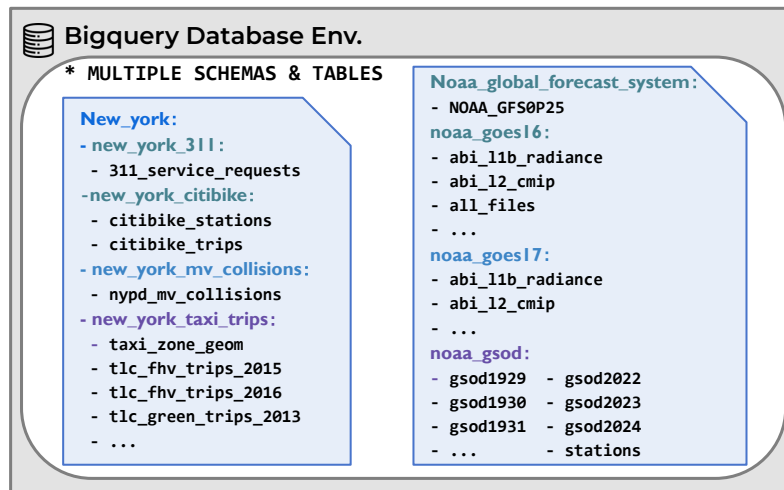 Bigquery Database Env.
* MULTIPLE SCHEMAS & TABLES
New_york:
- new_york_311:
- 311_service_requests
-new_york_citibike:
- citibike_stations
- citibike_trips
- new_york_mv_collisions:
- nypd_mv_collisions
- new_york_taxi_trips:
- taxi_zone_geom
- tlc_fhv_trips_2015
- tlc_fhv_trips_2016
- tlc_green_trips_2013
- ...
Noaa_global_forecast_system:
- NOAA_GFS0P25
noaa_goes16:
- abi_l1b_radiance
- abi_l2_cmip
- all_files
- ...
noaa_goes17:
- abi_l1b_radiance
- abi_l2_cmip
- ...
noaa_gsod:
- gsod1929 - gsod2022
- gsod1930 - gsod2023
- gsod1931 - gsod2024
- ... - stations